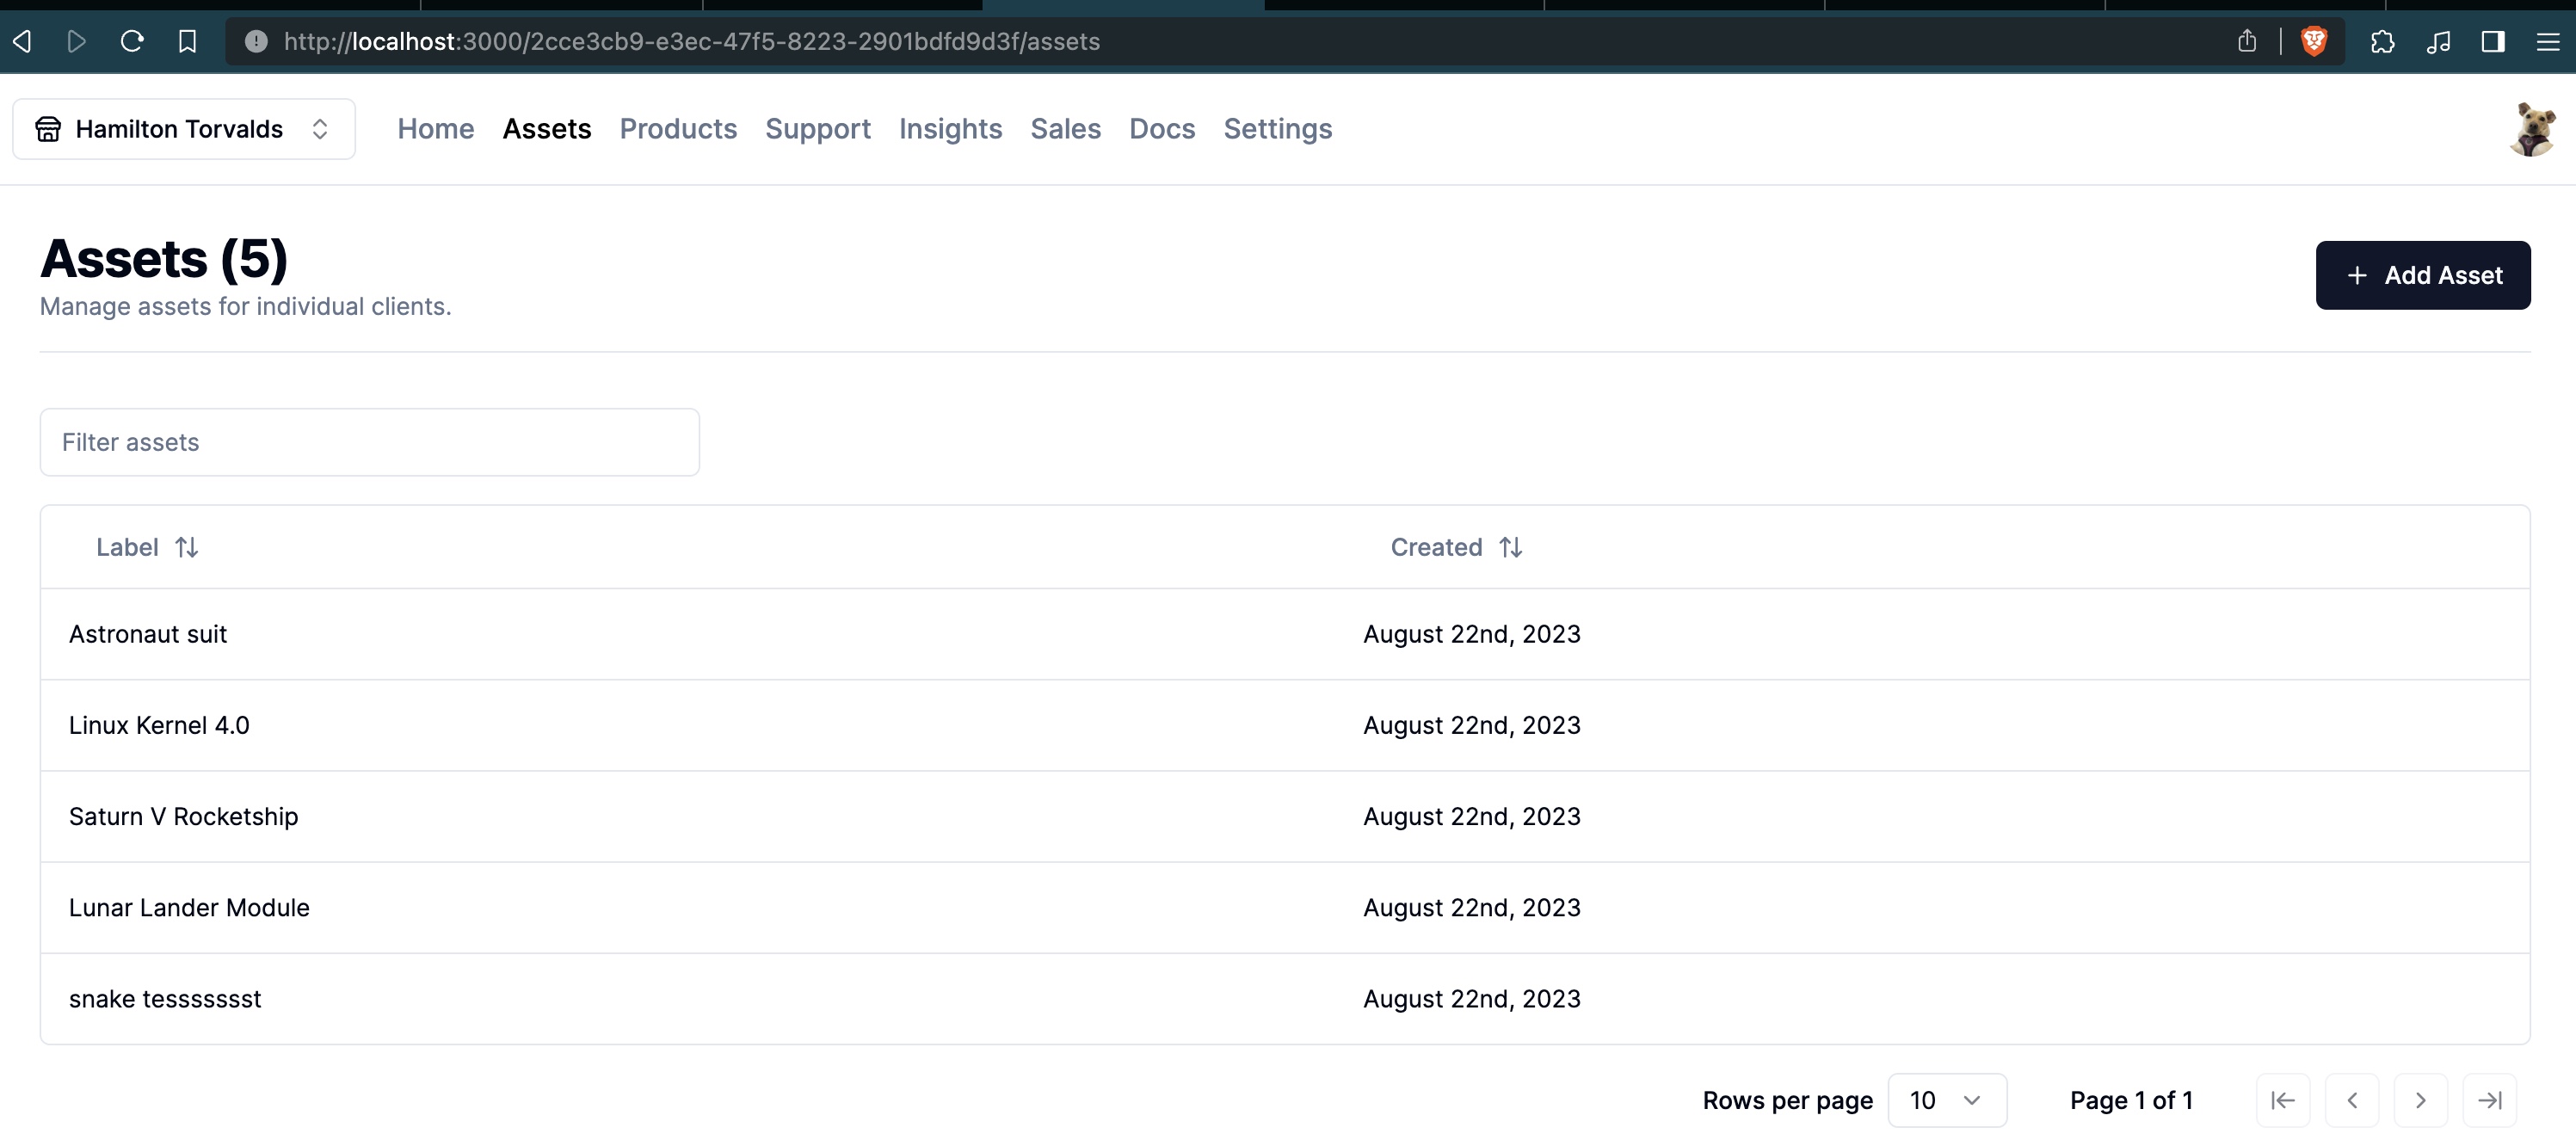 http://localhost:3000/2cce3cb9-e3ec-47f5-8223-2901bdfd9d3f/assets
Hamilton Torvalds Home Assets Products Support Insights Sales Docs Settings
Assets (5)
Manage assets for individual clients.
+ Add Asset
Filter assets
Label Created
Astronaut suit August 22nd, 2023
Linux Kernel 4.0 August 22nd, 2023
Saturn V Rocketship August 22nd, 2023
Lunar Lander Module August 22nd, 2023
snake tessssssst August 22nd, 2023
Rows per page 10 Page 1 of 1